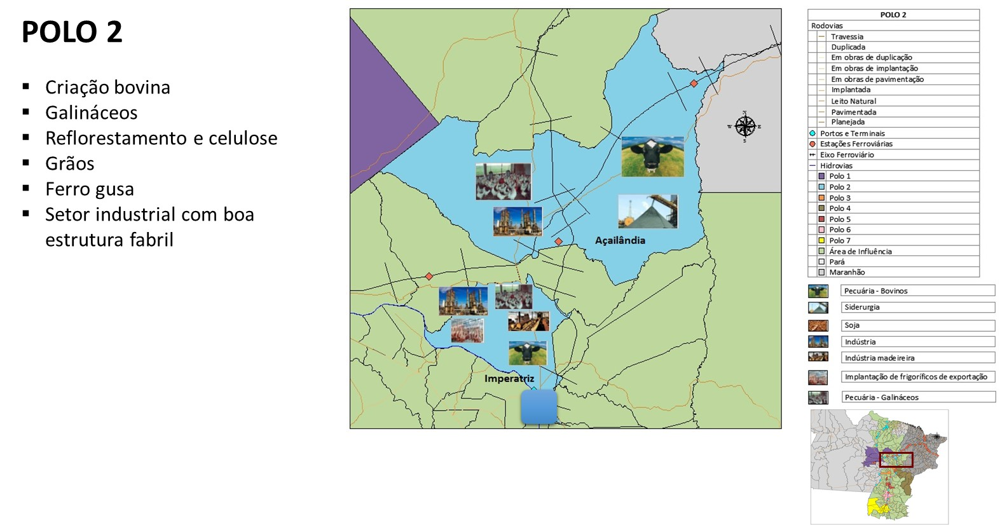 POLO 2
Criação bovina
Galináceos
Reflorestamento e celulose
Grãos
Ferro gusa
Setor industrial com boa
estrutura fabril
N
W
E
S
Açailândia
Imperatriz
POLO 2
Rodovias
Travessia
Duplicada
Em obras de duplicação
Em obras de implantação
Em obras de pavimentação
Implantada
Leito Natural
Pavimentada
Planejada
Portos e Terminais
Estações Ferroviárias
Eixo Ferroviário
Hidrovias
Polo 1
Polo 2
Polo 3
Polo 4
Polo 5
Polo 6
Polo 7
Área de Influência
Pará
Maranhão
Pecuária - Bovinos
Siderurgia
Soja
Indústria
Indústria madeireira
Implantação de frigoríficos de exportação
Pecuária - Galináceos